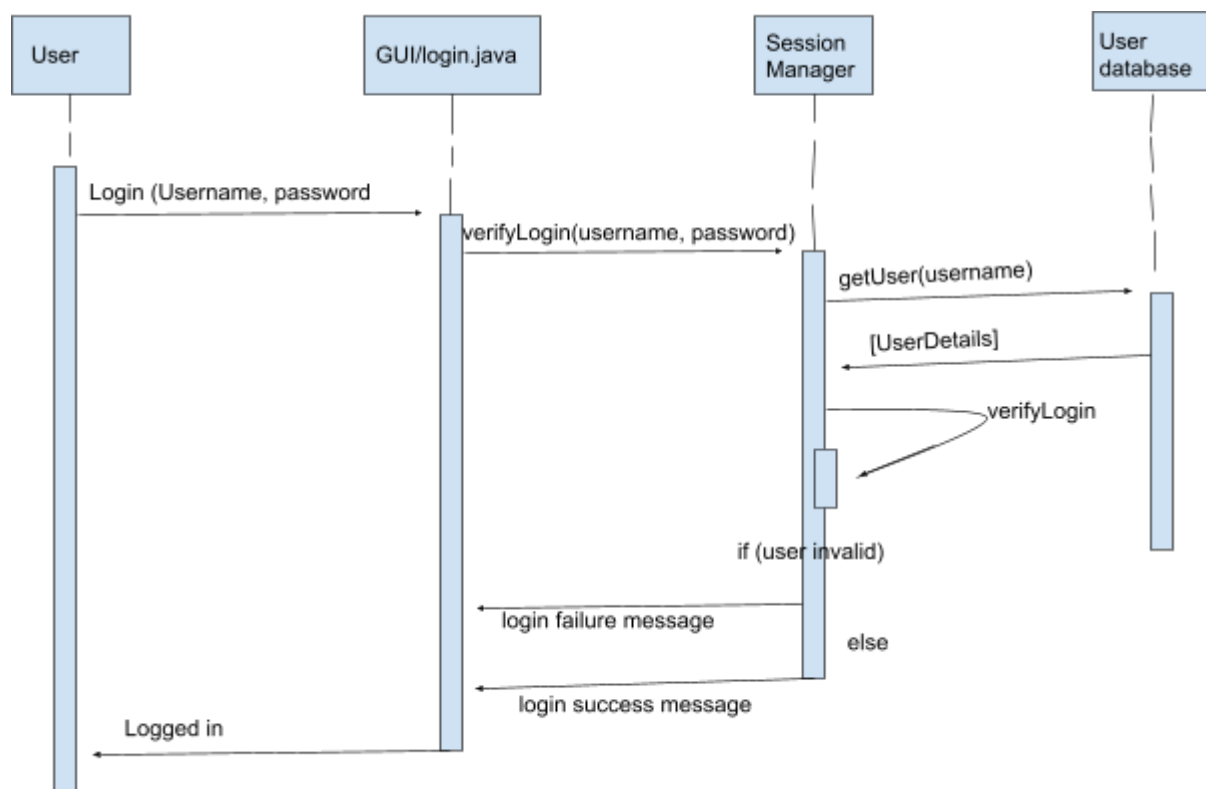 User
GUI/login.java
Session
Manager
User
database
Login (Username, password
verifyLogin(username, password)
getUser(username)
[UserDetails]
verifyLogin
if (user invalid)
login failure message
else
login success message
Logged in